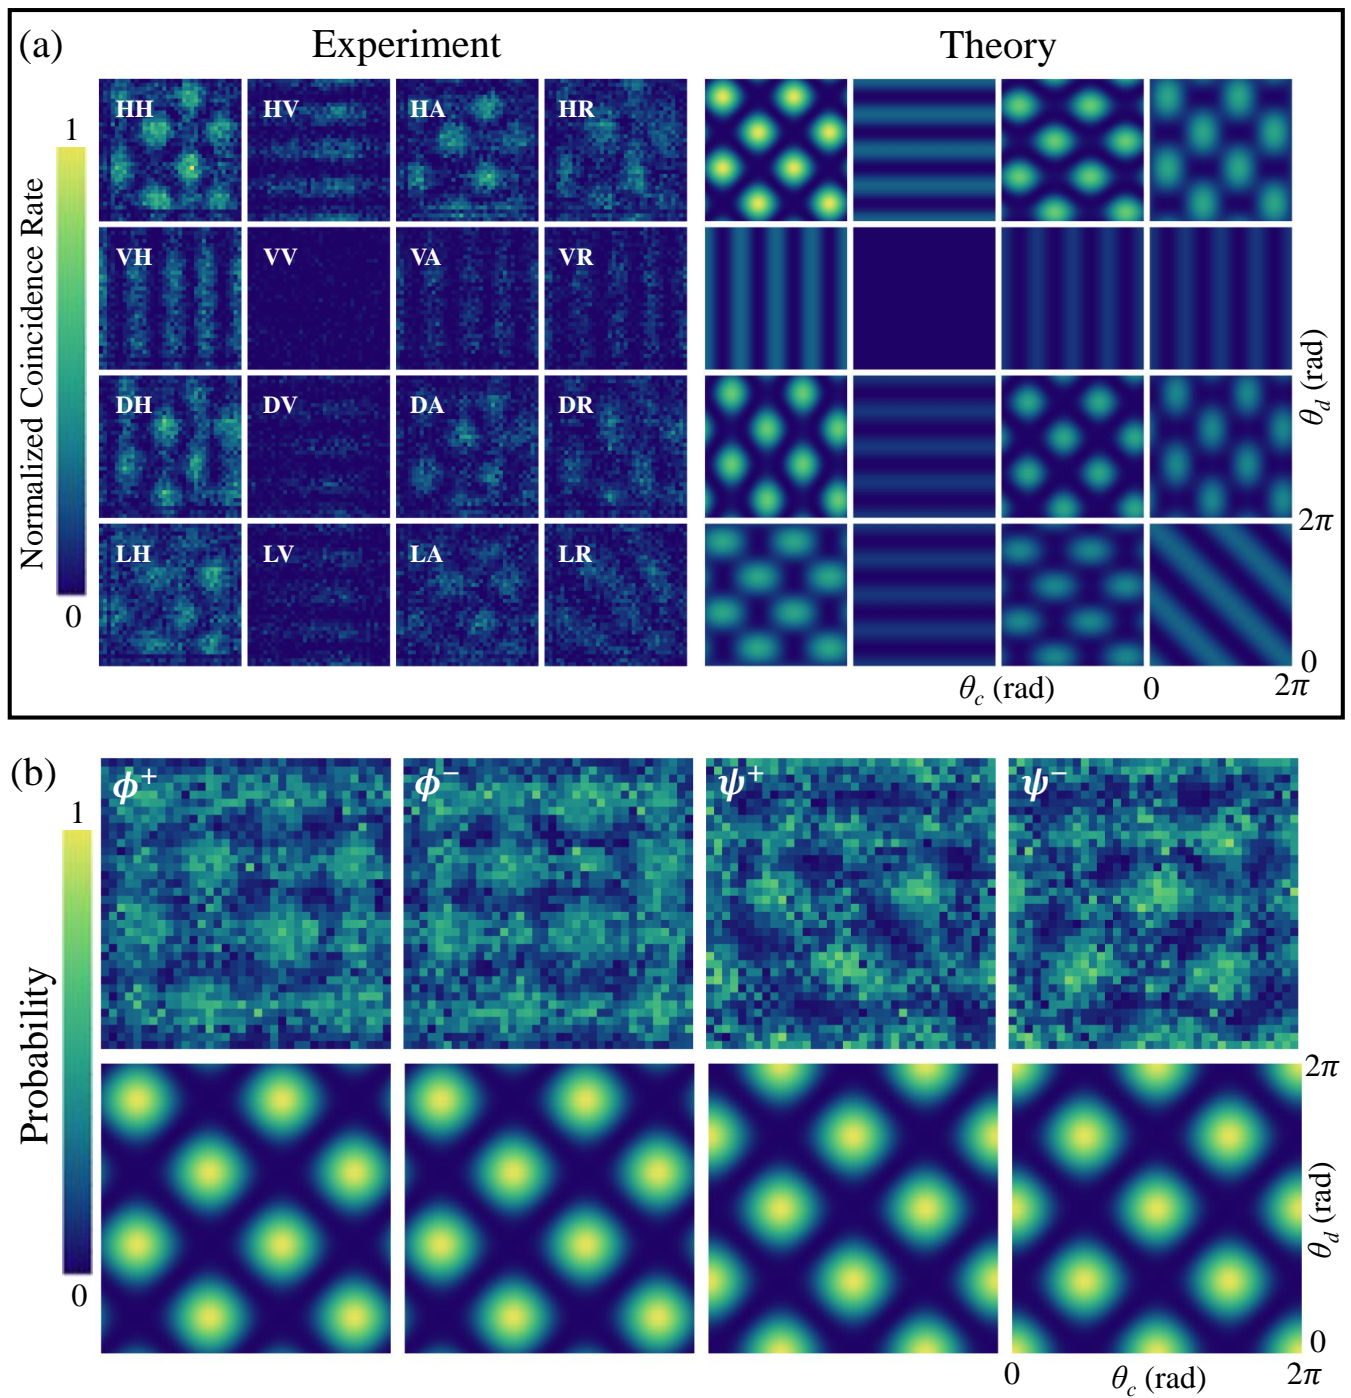 (a)
Experiment
Theory
Normalized Coincidence Rate
1
0
HH
HV
HA
HR
VH
VV
VA
VR
DH
DV
DA
DR
LH
LV
LA
LR
θd (rad)
2π
0
θc (rad)
0
2π
(b)
Probability
1
0
ϕ+
ϕ−
ψ+
ψ−
2π
θd (rad)
0
0
θc (rad)
2π